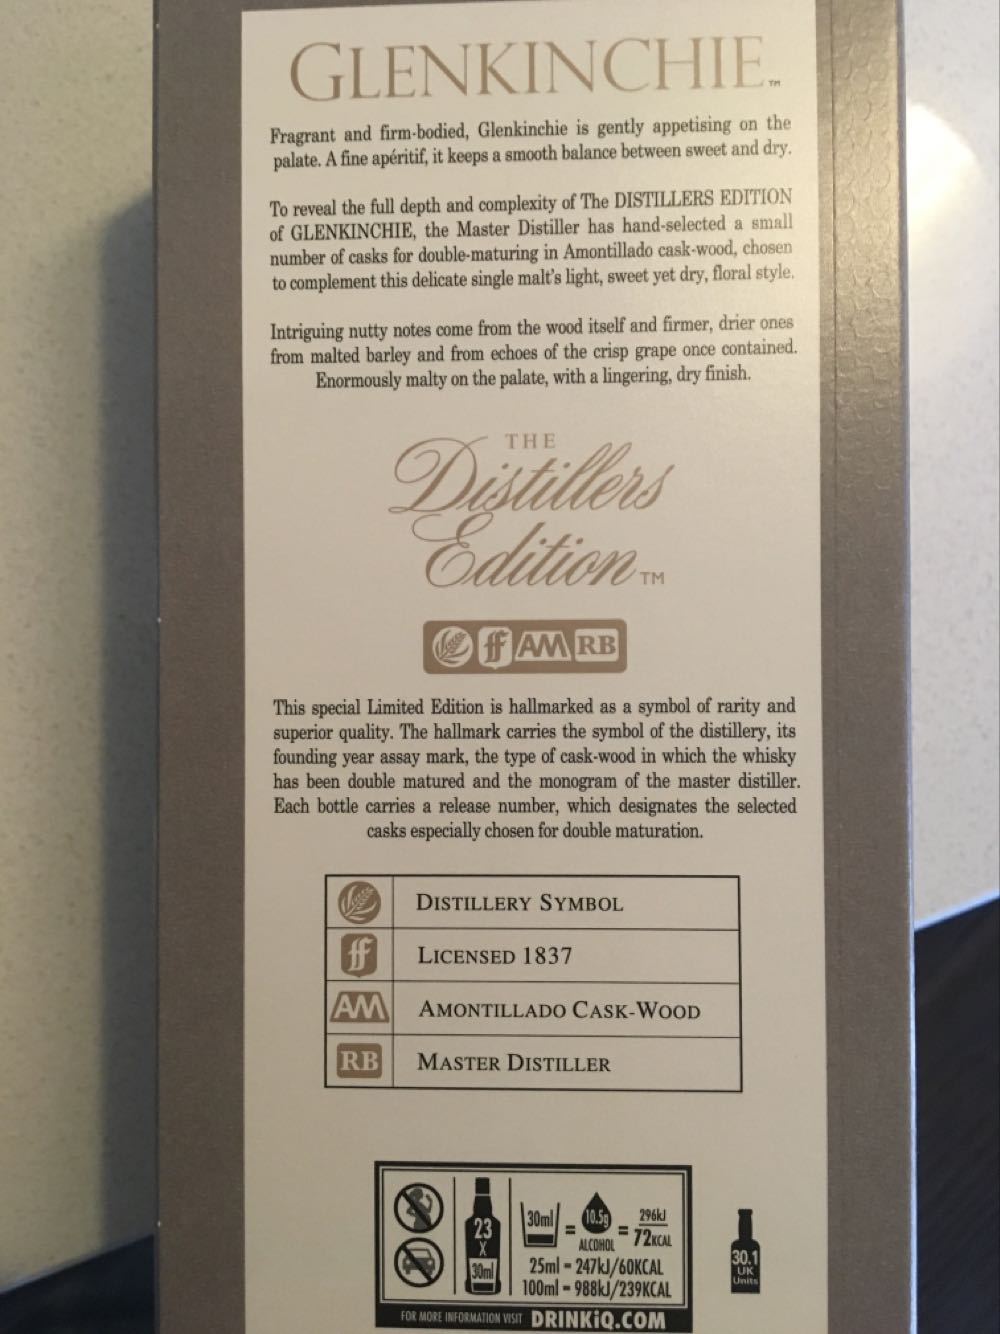 GLENKINCHIE™
Fragrant and firm-bodied, Glenkinchie is gently appetising on the
palate. A fine apéritif, it keeps a smooth balance between sweet and dry.
To reveal the full depth and complexity of The DISTILLERS EDITION
of GLENKINCHIE, the Master Distiller has hand-selected a small
number of casks for double-maturing in Amontillado cask-wood, chosen
to complement this delicate single malt's light, sweet yet dry, floral style.
Intriguing nutty notes come from the wood itself and firmer, drier ones
from malted barley and from echoes of the crisp grape once contained.
Enormously malty on the palate, with a lingering, dry finish.
THE
Distillers
Edition™
ff AM RB
This special Limited Edition is hallmarked as a symbol of rarity and
superior quality. The hallmark carries the symbol of the distillery, its
founding year assay mark, the type of cask-wood in which the whisky
has been double matured and the monogram of the master distiller.
Each bottle carries a release number, which designates the selected
casks especially chosen for double maturation.
DISTILLERY SYMBOL
ff LICENSED 1837
AM AMONTILLADO CASK-WOOD
RB MASTER DISTILLER
23
X
30ml
30ml = 10.5g ALCOHOL = 296kJ 72KCAL
25ml = 247kJ/60KCAL
100ml = 988kJ/239KCAL
FOR MORE INFORMATION VISIT DRINKiQ.COM
30.1
UK
Units